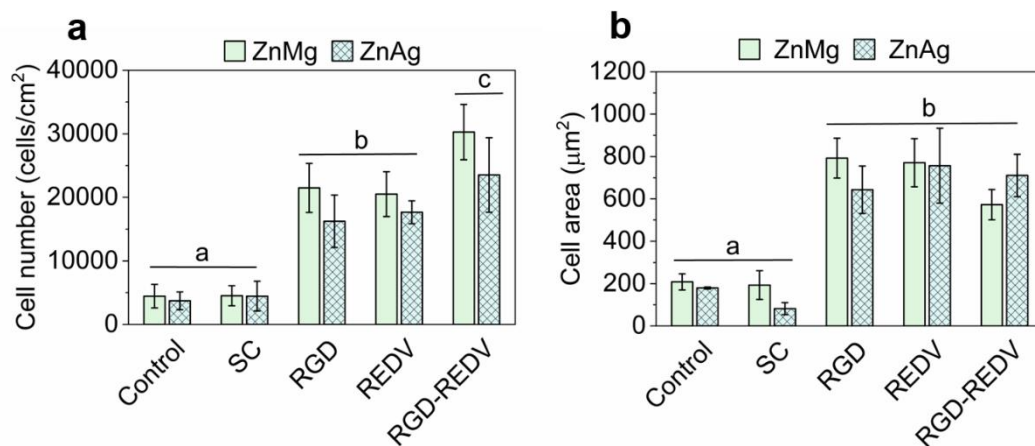 a
ZnMg ZnAg
Cell number (cells/cm²)
40000
30000
20000
10000
0
a
b
c
Control
SC
RGD
REDV
RGD-REDV
b
ZnMg ZnAg
Cell area (μm²)
1200
1000
800
600
400
200
0
a
b
Control
SC
RGD
REDV
RGD-REDV